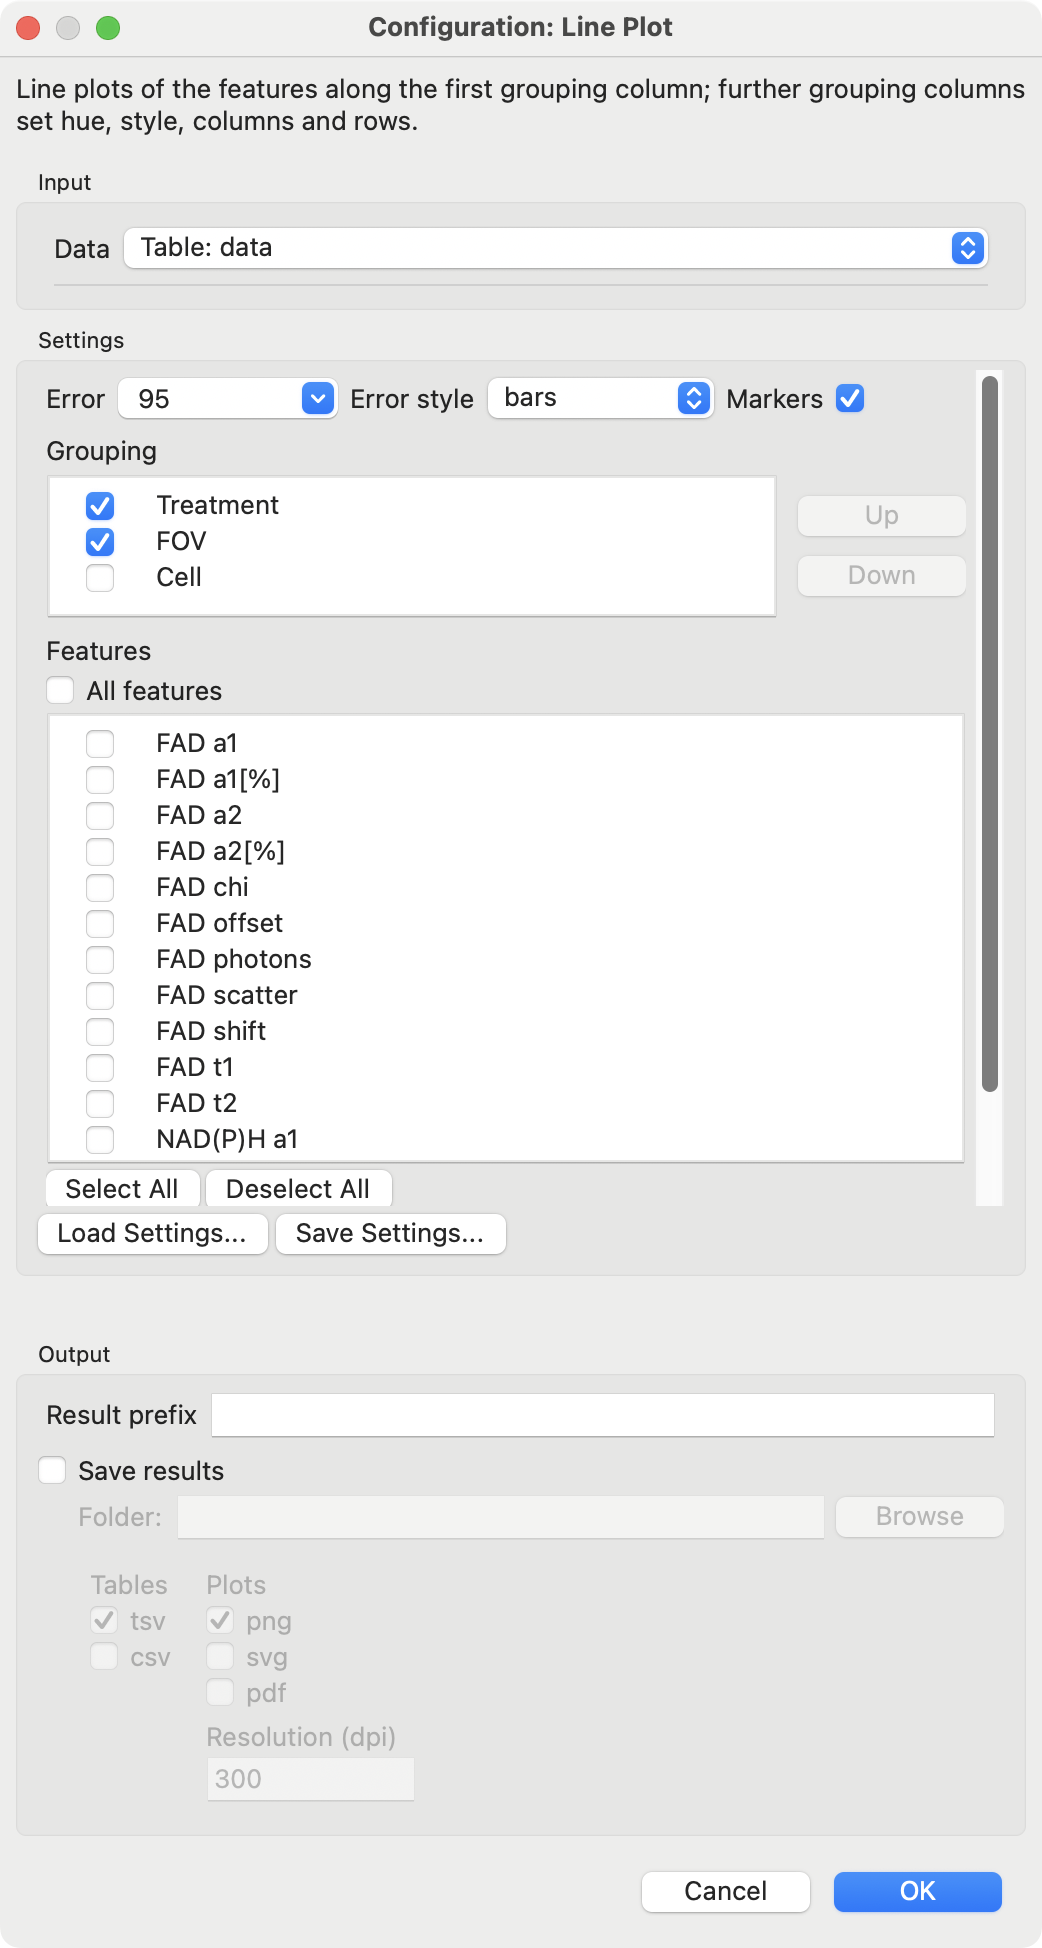 Configuration: Line Plot
Line plots of the features along the first grouping column; further grouping columns
set hue, style, columns and rows.
Input
Data Table: data
Settings
Error 95 Error style bars Markers
Grouping
Treatment
FOV
Cell
Up
Down
Features
All features
FAD a1
FAD a1[%]
FAD a2
FAD a2[%]
FAD chi
FAD offset
FAD photons
FAD scatter
FAD shift
FAD t1
FAD t2
NAD(P)H a1
Select All Deselect All
Load Settings... Save Settings...
Output
Result prefix
Save results
Folder: Browse
Tables Plots
tsv png
csv svg
pdf
Resolution (dpi)
300
Cancel OK